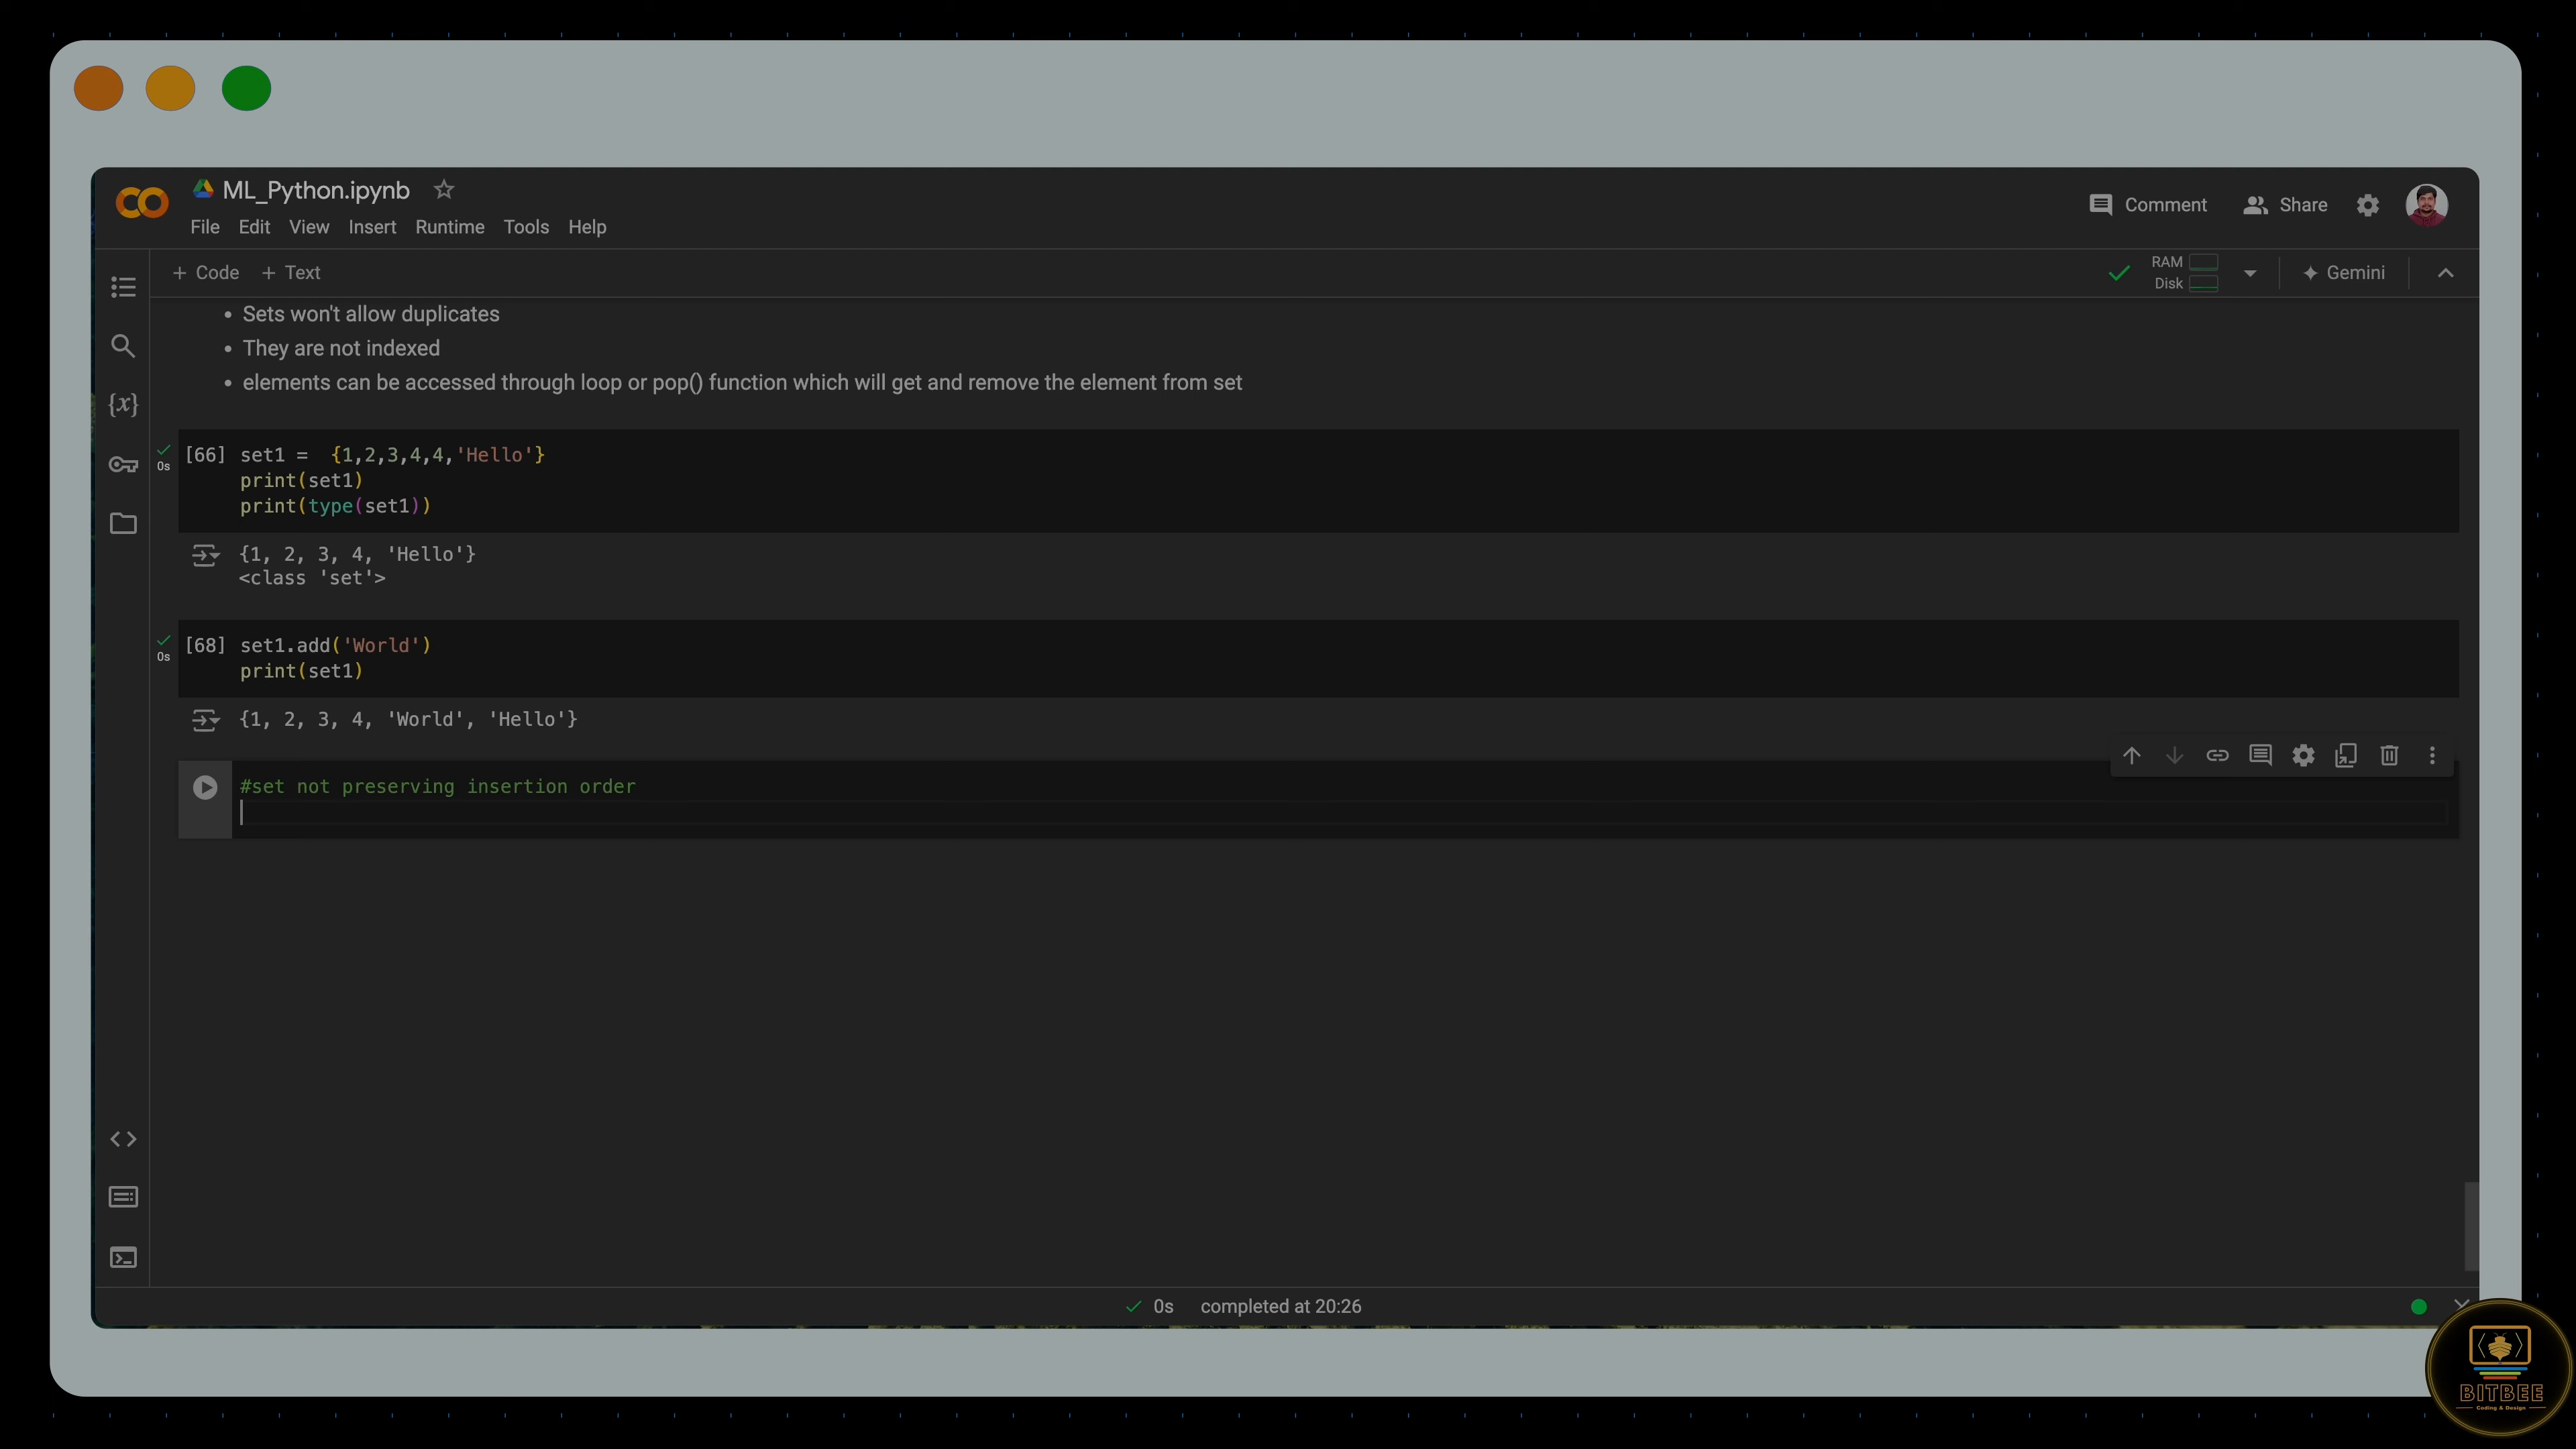 ML_Python.ipynb
File Edit View Insert Runtime Tools Help
Comment Share
+ Code + Text
RAM
Disk
Gemini
• Sets won't allow duplicates
• They are not indexed
• elements can be accessed through loop or pop() function which will get and remove the element from set
{x}
0s
[66] set1 =  {1,2,3,4,4,'Hello'}
print(set1)
print(type(set1))
{1, 2, 3, 4, 'Hello'}
<class 'set'>
0s
[68] set1.add('World')
print(set1)
{1, 2, 3, 4, 'World', 'Hello'}
#set not preserving insertion order
0s completed at 20:26
BITBEE
Coding & Design